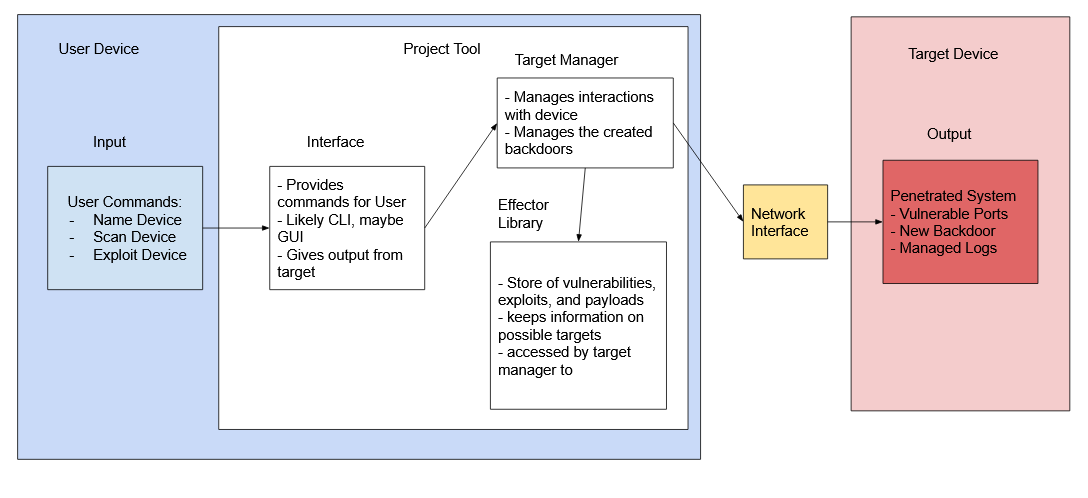 User Device
Project Tool
Target Manager
- Manages interactions
with device
- Manages the created
backdoors
Input
User Commands:
- Name Device
- Scan Device
- Exploit Device
Interface
- Provides
commands for User
- Likely CLI, maybe
GUI
- Gives output from
target
Effector
Library
- Store of vulnerabilities,
exploits, and payloads
- keeps information on
possible targets
- accessed by target
manager to
Network
Interface
Target Device
Output
Penetrated System
- Vulnerable Ports
- New Backdoor
- Managed Logs